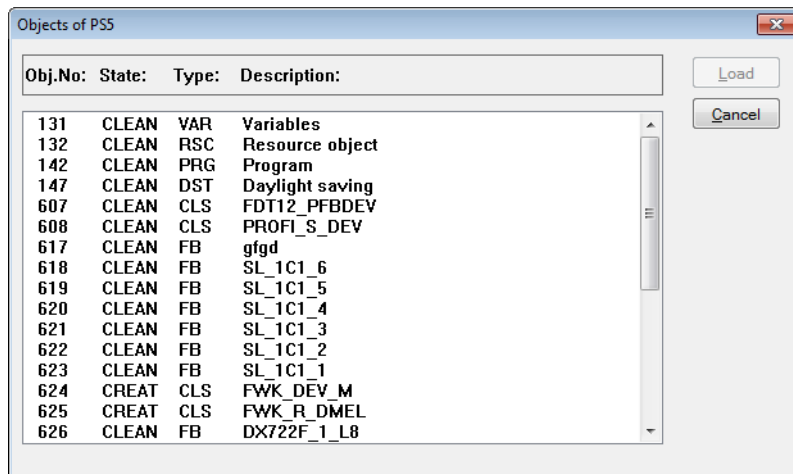 Objects of PS5
Obj.No: State: Type: Description:
Load
Cancel
131 CLEAN VAR Variables
132 CLEAN RSC Resource object
142 CLEAN PRG Program
147 CLEAN DST Daylight saving
607 CLEAN CLS FDT12_PFBDEV
608 CLEAN CLS PROFI_S_DEV
617 CLEAN FB gfgd
618 CLEAN FB SL_1C1_6
619 CLEAN FB SL_1C1_5
620 CLEAN FB SL_1C1_4
621 CLEAN FB SL_1C1_3
622 CLEAN FB SL_1C1_2
623 CLEAN FB SL_1C1_1
624 CREAT CLS FWK_DEV_M
625 CREAT CLS FWK_R_DMEL
626 CLEAN FB DX722F_1_L8